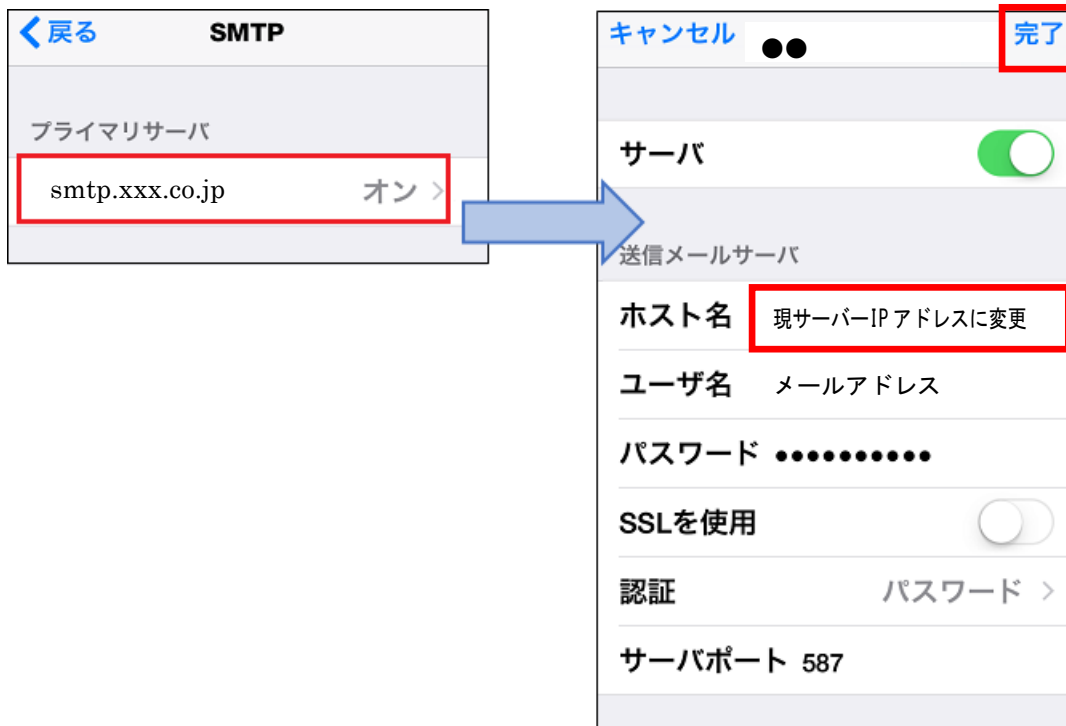 戻る SMTP
プライマリサーバ
smtp.xxx.co.jp オン
キャンセル ●● 完了
サーバ
送信メールサーバ
ホスト名 現サーバーIPアドレスに変更
ユーザ名 メールアドレス
パスワード ●●●●●●●●●●
SSLを使用
認証 パスワード
サーバポート 587